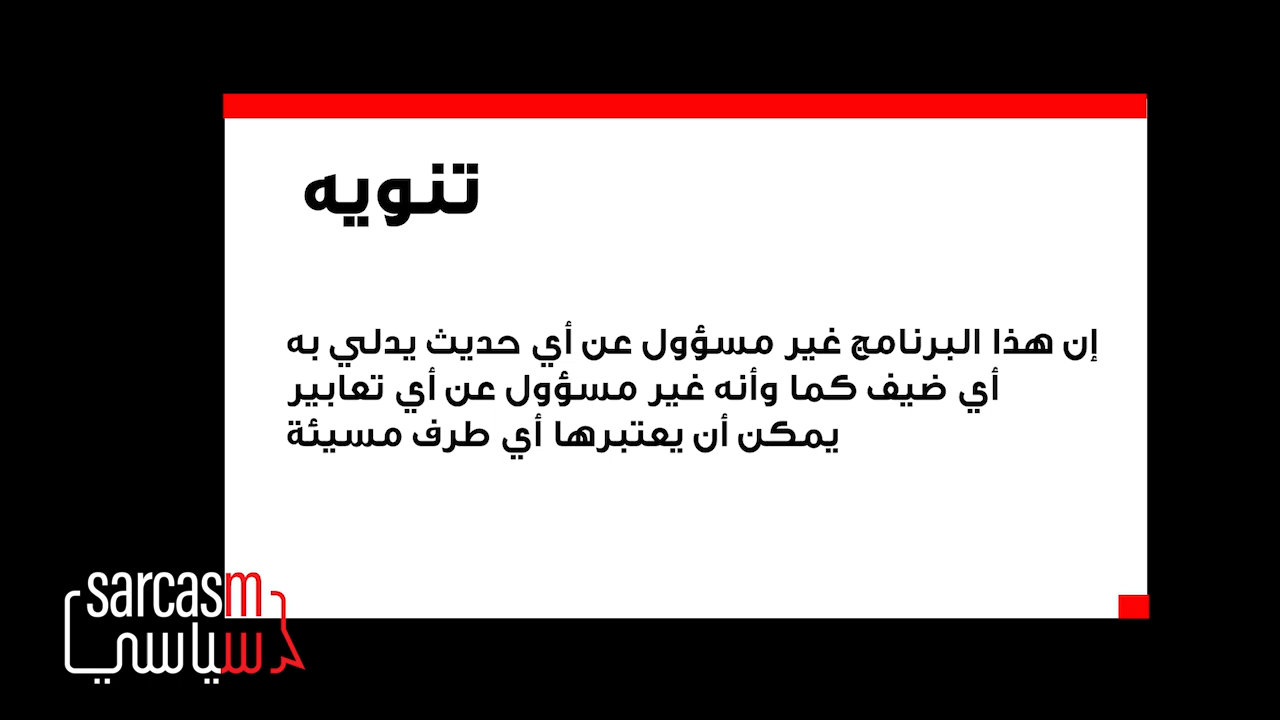 تنويه
إن هذا البرنامج غير مسؤول عن أي حديث يدلي به
أي ضيف كما وأنه غير مسؤول عن أي تعابير
يمكن أن يعتبرها أي طرف مسيئة
sarcasm
سياسي